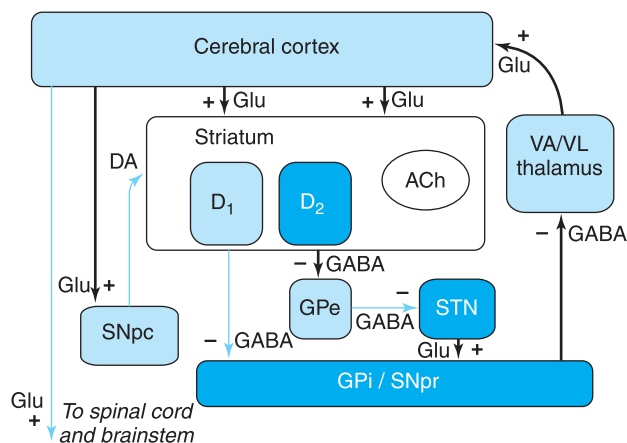 Cerebral cortex
+
Glu
+ Glu
+ Glu
Striatum
VA/VL
thalamus
DA
D1
D2
ACh
− GABA
− GABA
Glu +
GPe
−
GABA
STN
SNpc
− GABA
Glu +
GPi / SNpr
Glu
+
To spinal cord
and brainstem